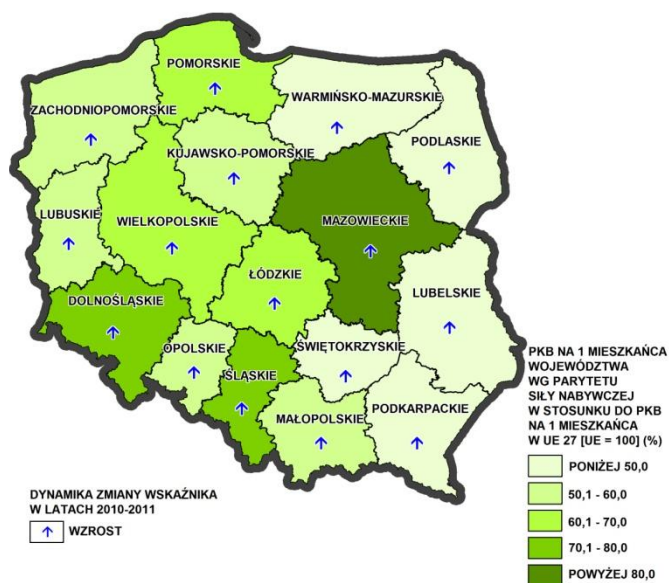 POMORSKIE
WARMIŃSKO-MAZURSKIE
ZACHODNIOPOMORSKIE
PODLASKIE
KUJAWSKO-POMORSKIE
LUBUSKIE
WIELKOPOLSKIE
MAZOWIECKIE
ŁÓDZKIE
DOLNOŚLĄSKIE
LUBELSKIE
OPOLSKIE
ŚWIĘTOKRZYSKIE
ŚLĄSKIE
MAŁOPOLSKIE
PODKARPACKIE
PKB NA 1 MIESZKAŃCA
WOJEWÓDZTWA
WG PARYTETU
SIŁY NABYWCZEJ
W STOSUNKU DO PKB
NA 1 MIESZKAŃCA
W UE 27 [UE = 100] (%)
PONIŻEJ 50,0
50,1 - 60,0
60,1 - 70,0
70,1 - 80,0
POWYŻEJ 80,0
DYNAMIKA ZMIANY WSKAŹNIKA
W LATACH 2010-2011
WZROST